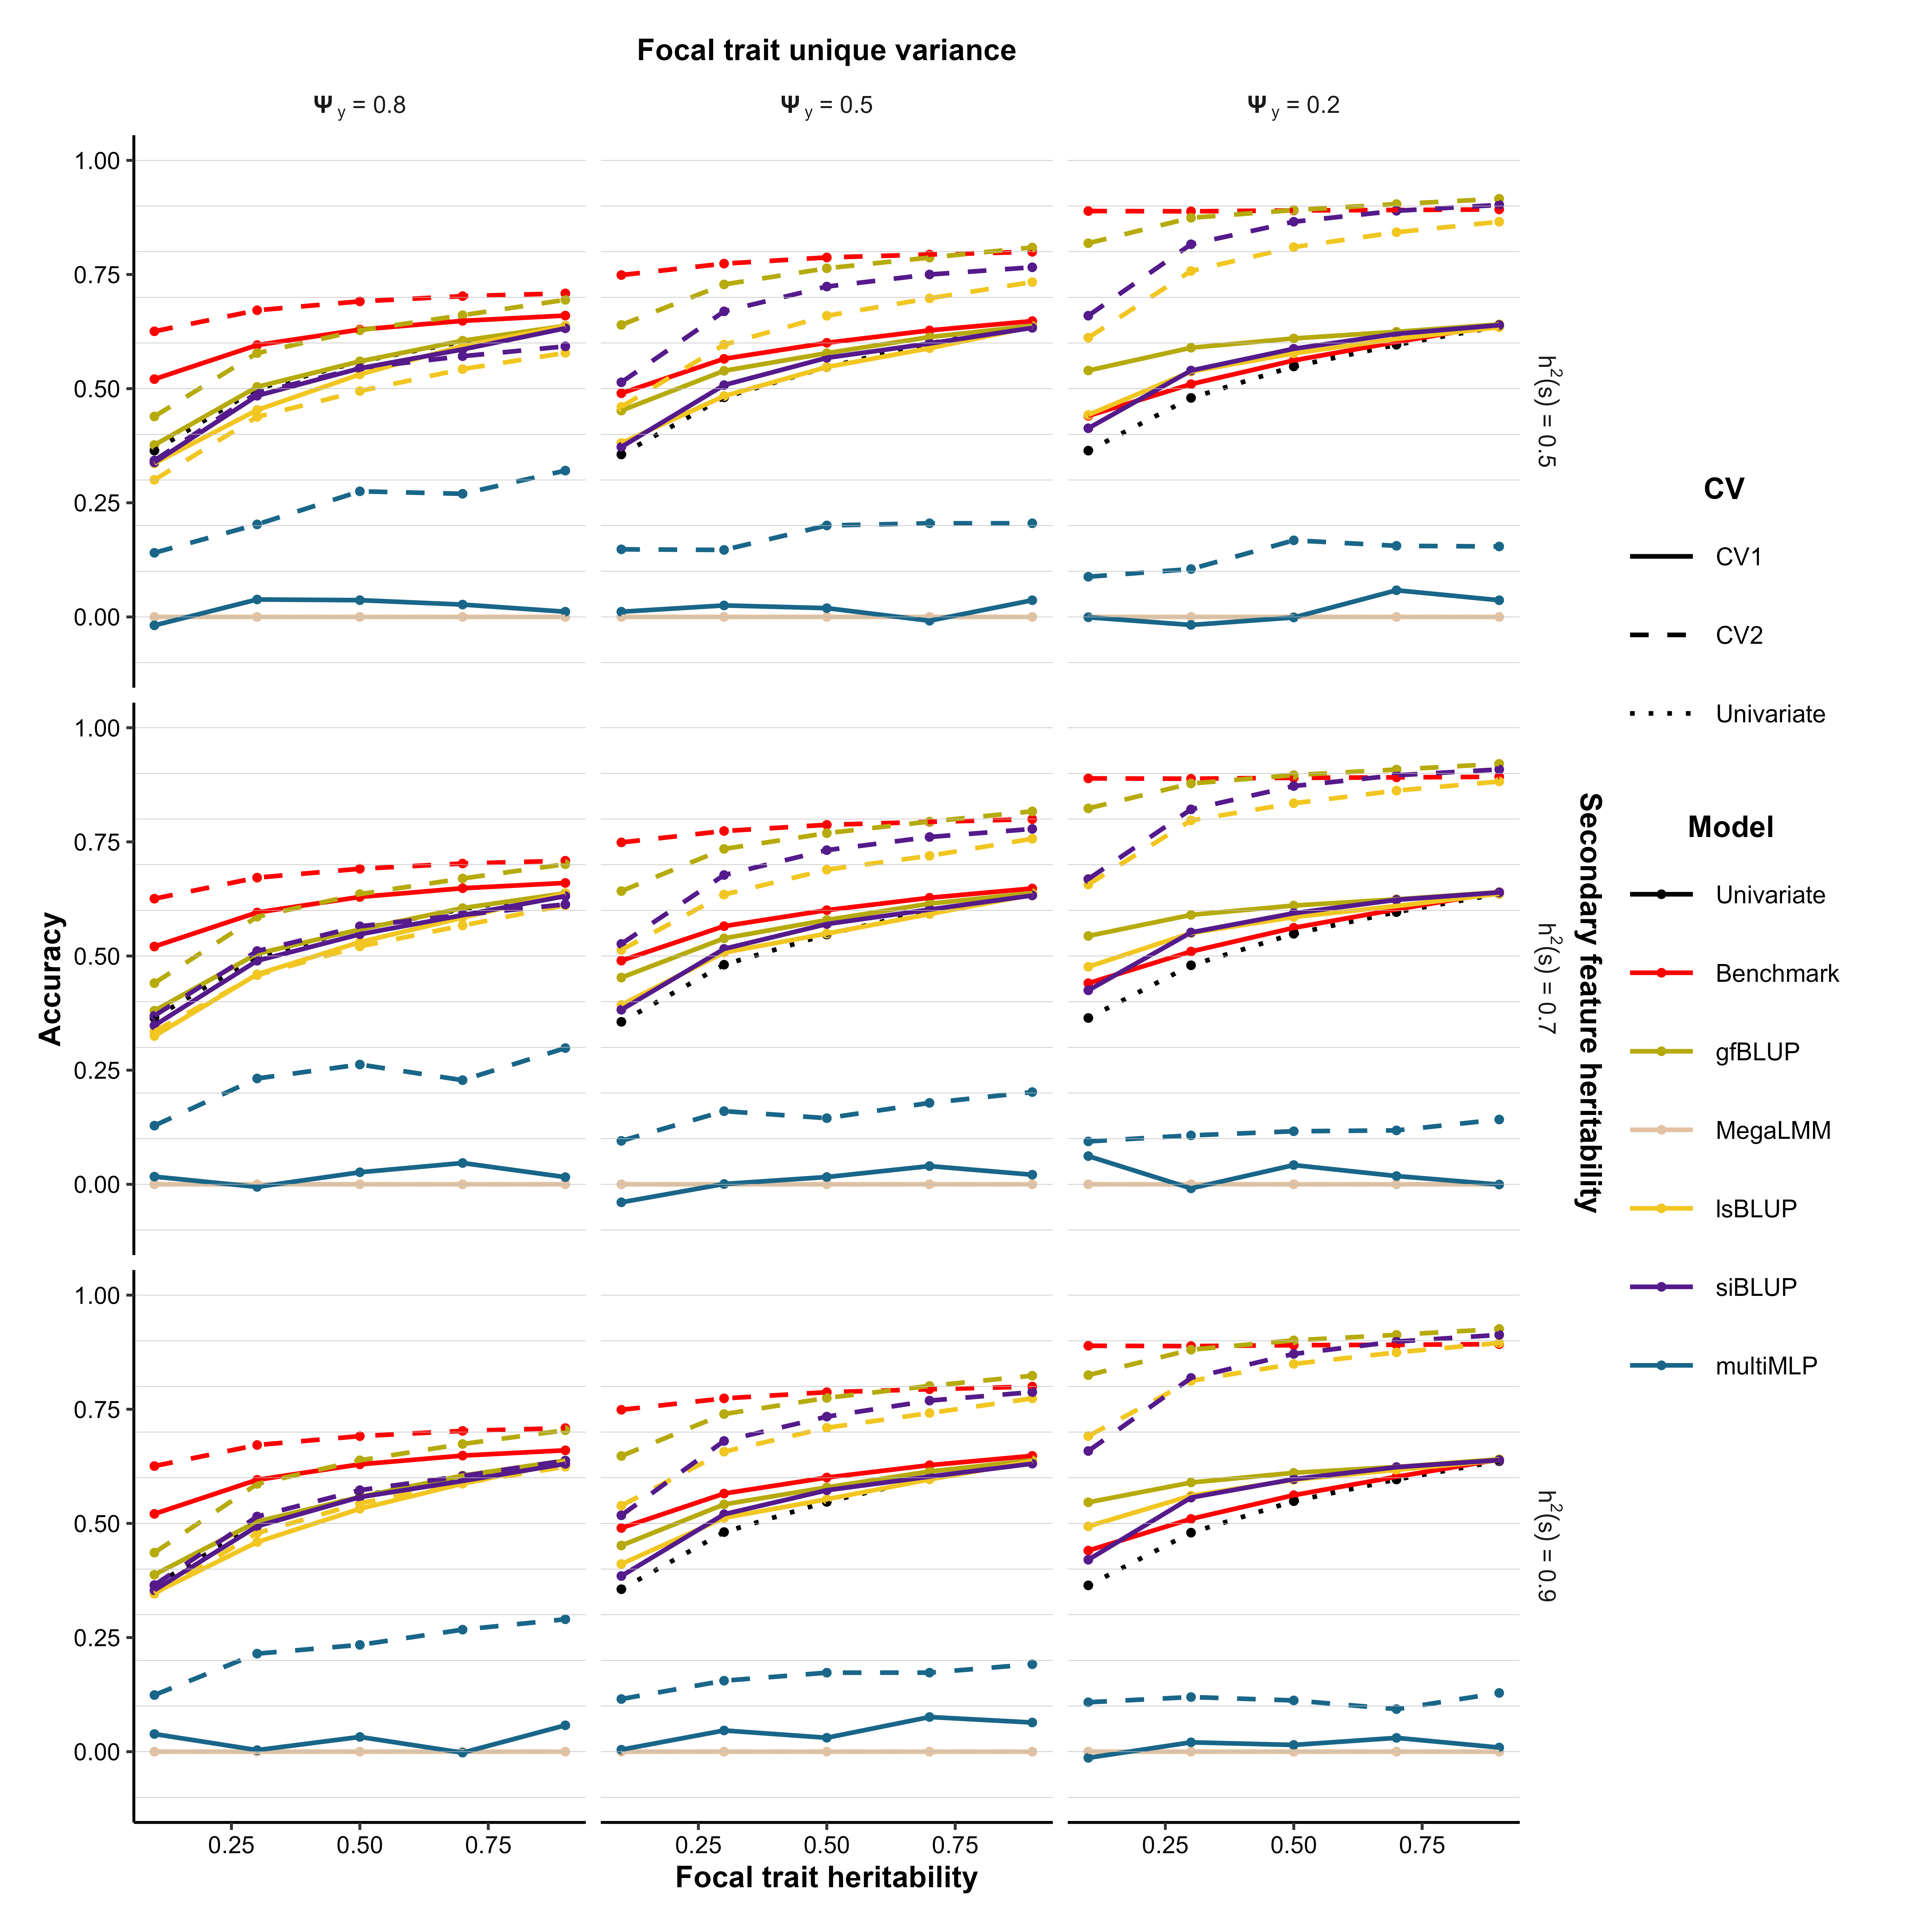 Focal trait unique variance
Ψ y = 0.8
Ψ y = 0.5
Ψ y = 0.2
1.00
0.75
0.50
0.25
0.00
h²(s) = 0.5
1.00
0.75
0.50
0.25
0.00
h²(s) = 0.7
1.00
0.75
0.50
0.25
0.00
h²(s) = 0.9
Accuracy
Secondary feature heritability
0.25 0.50 0.75
0.25 0.50 0.75
0.25 0.50 0.75
Focal trait heritability
CV
CV1
CV2
Univariate
Model
Univariate
Benchmark
gfBLUP
MegaLMM
lsBLUP
siBLUP
multiMLP